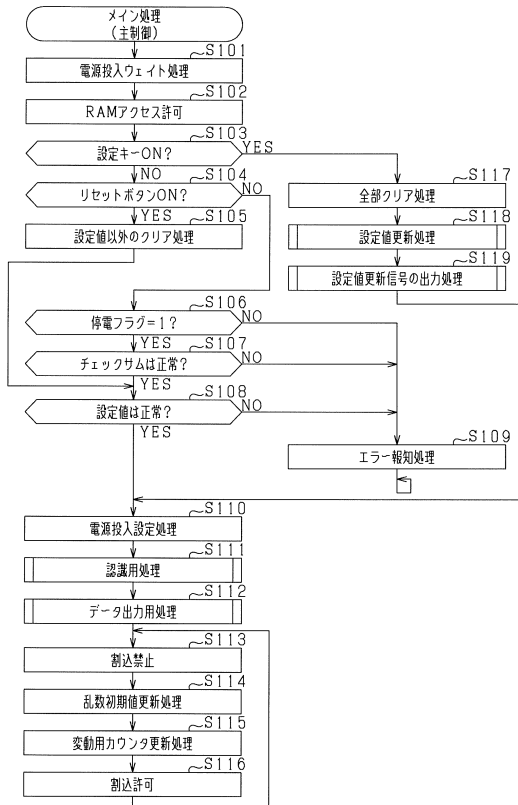 メイン処理
(主制御)
S101
電源投入ウェイト処理
S102
RAMアクセス許可
S103
設定キーON?
YES
NO
S104
リセットボタンON?
NO
YES
S105
設定値以外のクリア処理
S117
全部クリア処理
S118
設定値更新処理
S119
設定値更新信号の出力処理
S106
停電フラグ=1?
NO
YES
S107
チェックサムは正常?
NO
YES
S108
設定値は正常?
NO
YES
S109
エラー報知処理
S110
電源投入設定処理
S111
認識用処理
S112
データ出力用処理
S113
割込禁止
S114
乱数初期値更新処理
S115
変動用カウンタ更新処理
S116
割込許可